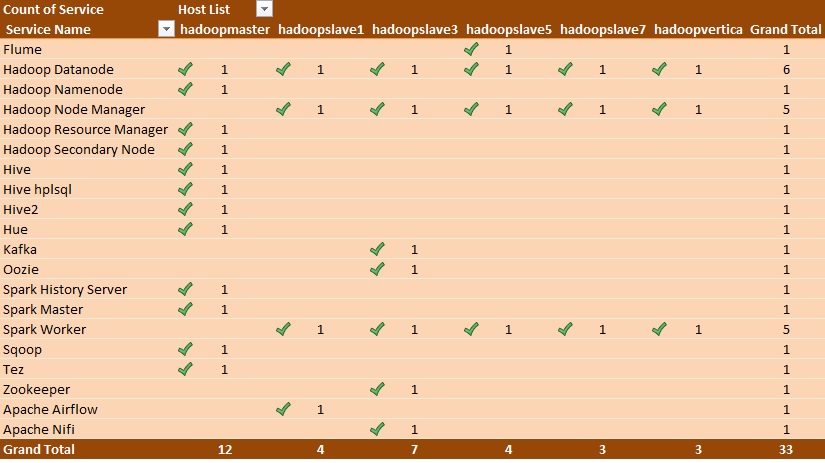 Count of Service Host List
Service Name hadoopmaster hadoopslave1 hadoopslave3 hadoopslave5 hadoopslave7 hadoopvertica Grand Total
Flume 1 1
Hadoop Datanode 1 1 1 1 1 1 6
Hadoop Namenode 1 1
Hadoop Node Manager 1 1 1 1 1 5
Hadoop Resource Manager 1 1
Hadoop Secondary Node 1 1
Hive 1 1
Hive hplsql 1 1
Hive2 1 1
Hue 1 1
Kafka 1 1
Oozie 1 1
Spark History Server 1 1
Spark Master 1 1
Spark Worker 1 1 1 1 1 5
Sqoop 1 1
Tez 1 1
Zookeeper 1 1
Apache Airflow 1 1
Apache Nifi 1 1
Grand Total 12 4 7 4 3 3 33